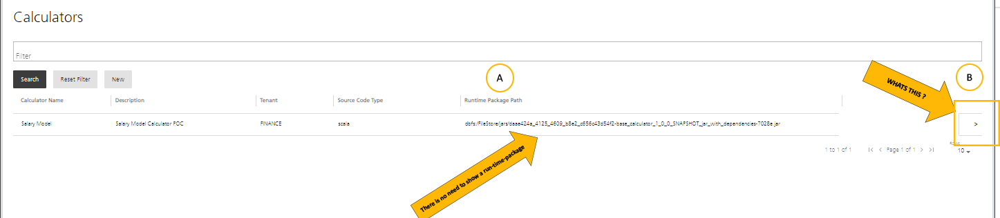 Calculators
Filter
Search Reset Filter New
A
WHATS THIS ?
B
Calculator Name Description Tenant Source Code Type Runtime Package Path
Salary Model Salary Model Calculator POC FINANCE scala dbfs:/FileStore/jars/daae424a_4125_4609_b8e2_c656c43d54f2-base_calculator_1_0_0_SNAPSHOT_jar_with_dependencies-7028e.jar >
There is no need to show a run-time-package
1 to 1 of 1 Page 1 of 1 10